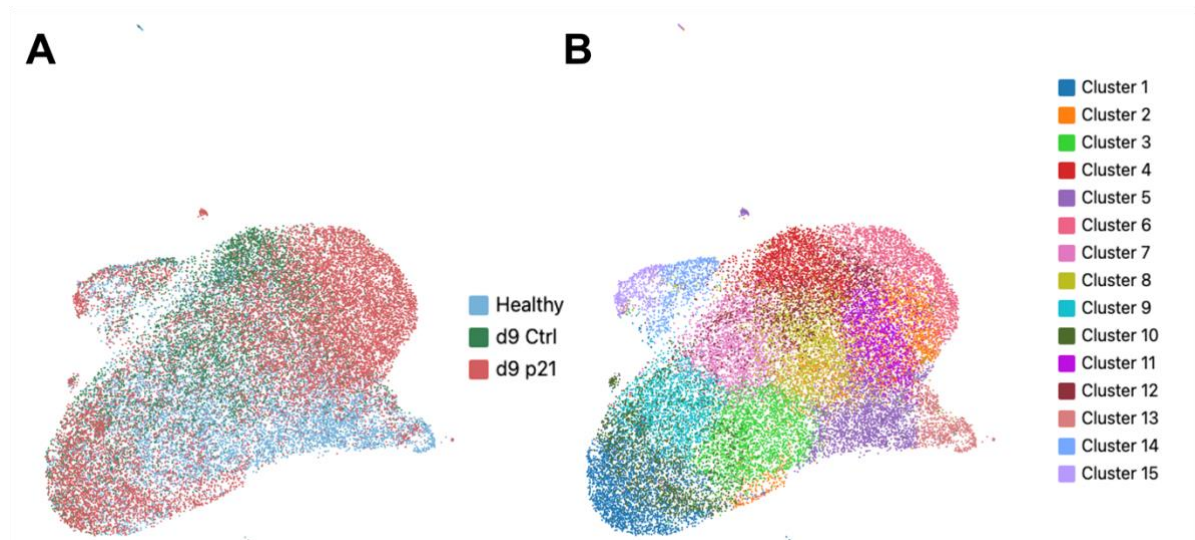 A
B
Healthy
d9 Ctrl
d9 p21
Cluster 1
Cluster 2
Cluster 3
Cluster 4
Cluster 5
Cluster 6
Cluster 7
Cluster 8
Cluster 9
Cluster 10
Cluster 11
Cluster 12
Cluster 13
Cluster 14
Cluster 15